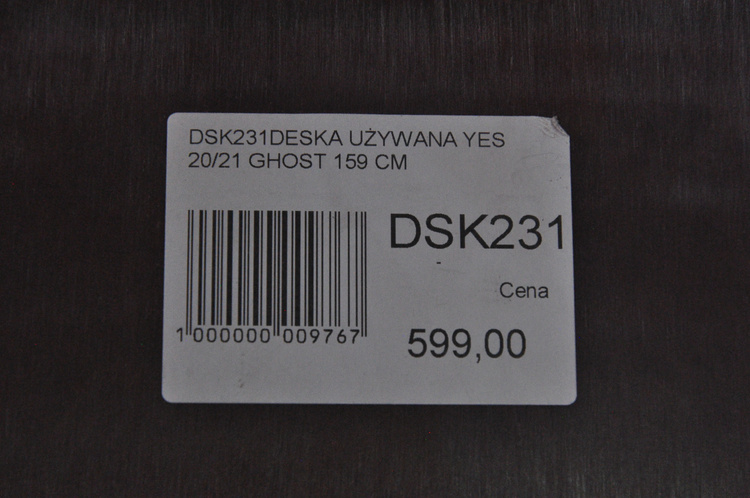 DSK231DESKA UŻYWANA YES
20/21 GHOST 159 CM
DSK231
Cena
599,00
1 000000 009767